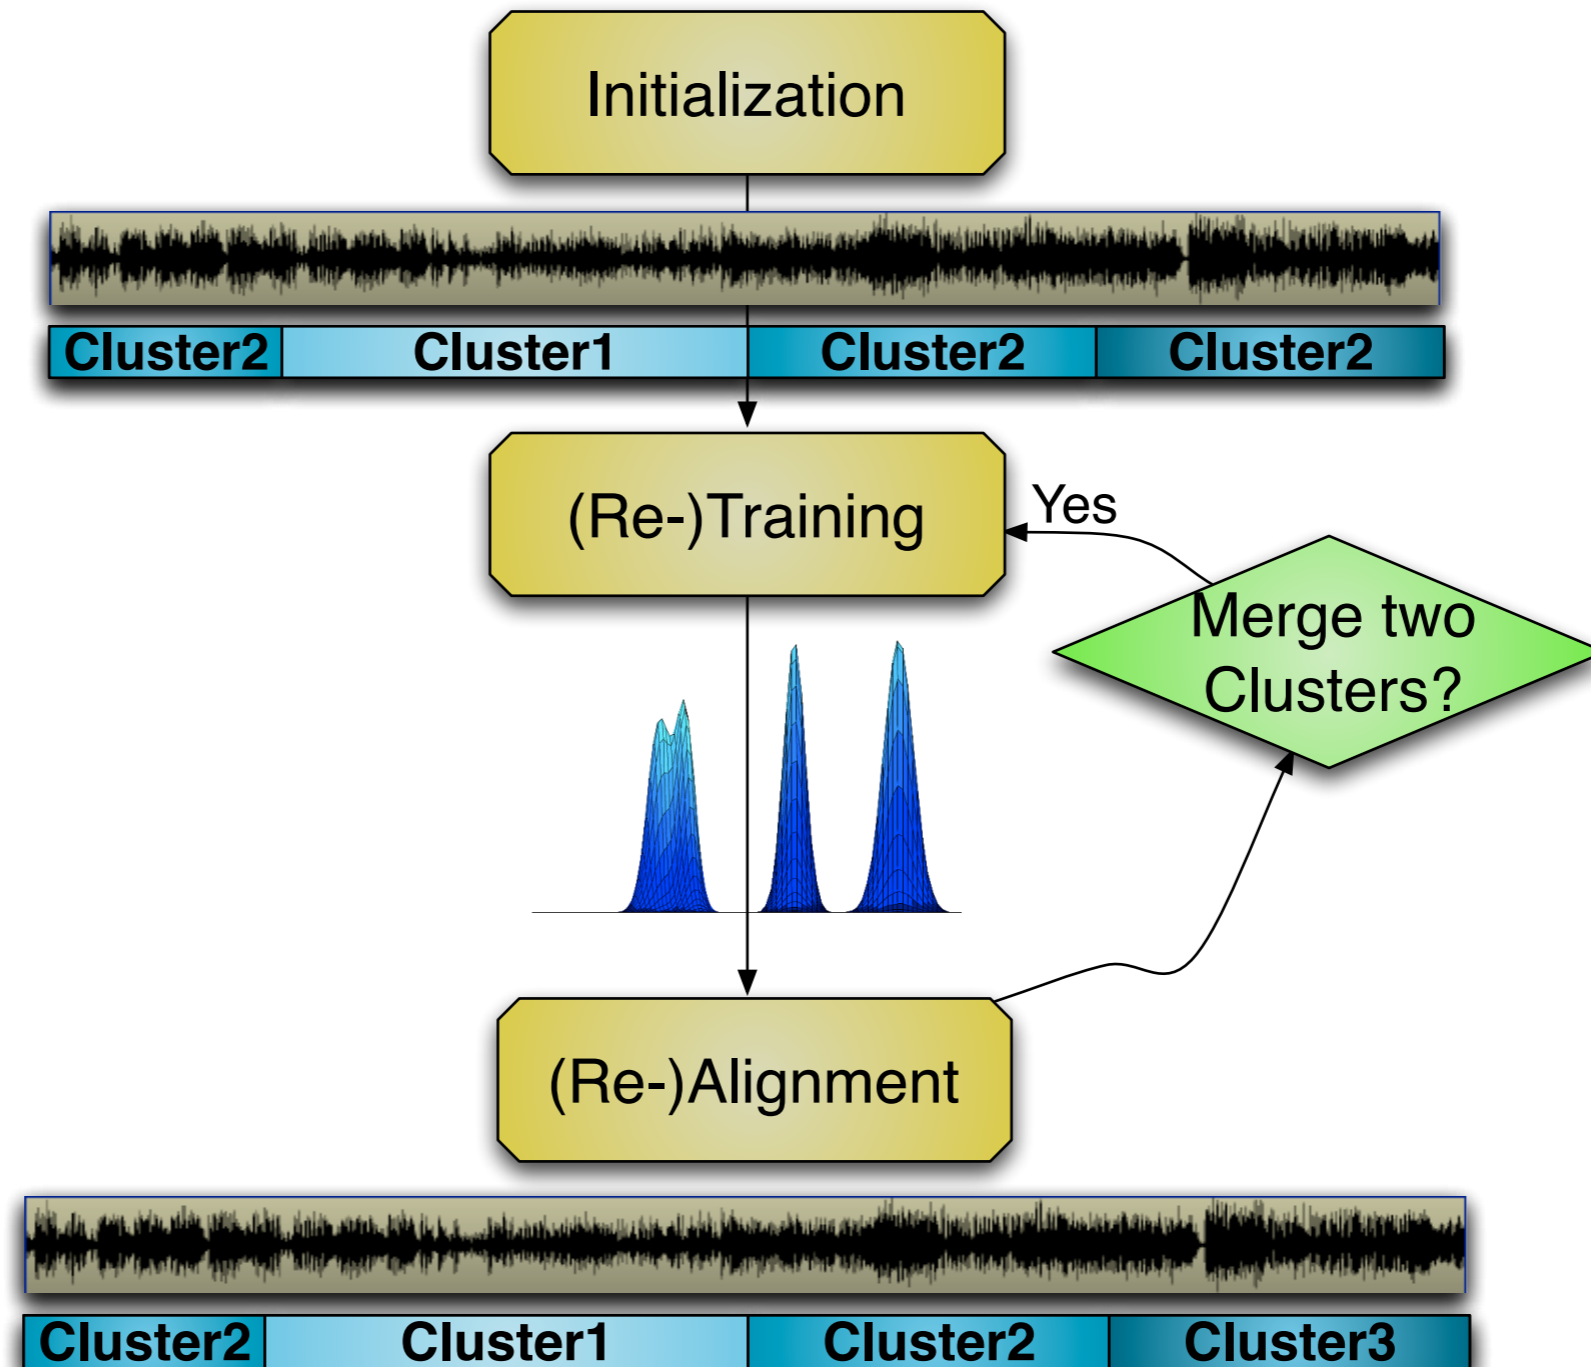 Initialization
Cluster2 Cluster1 Cluster2 Cluster2
(Re-)Training
Yes
Merge two
Clusters?
(Re-)Alignment
Cluster2 Cluster1 Cluster2 Cluster3